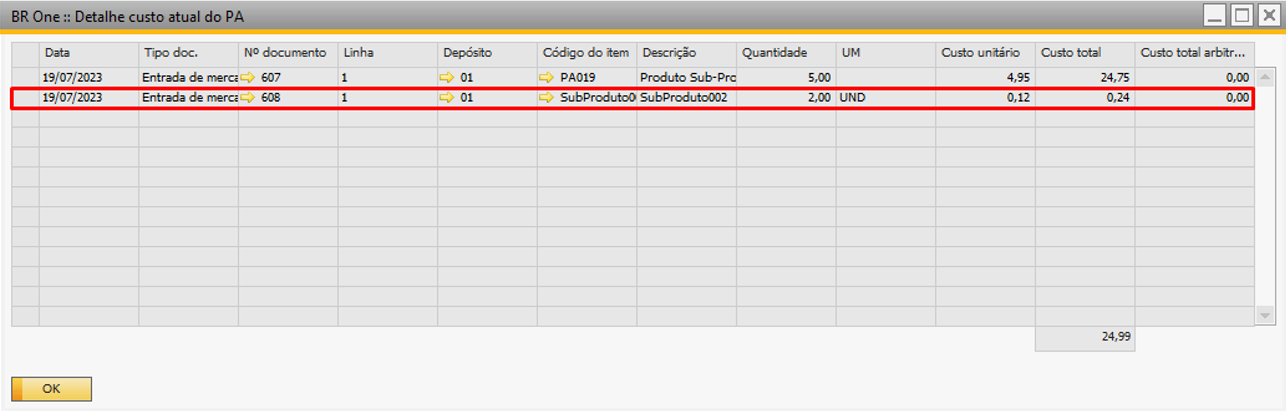 BR One :: Detalhe custo atual do PA
Data Tipo doc. Nº documento Linha Depósito Código do item Descrição Quantidade UM Custo unitário Custo total Custo total arbitr...
19/07/2023 Entrada de merca 607 1 01 PA019 Produto Sub-Pro 5,00 4,95 24,75 0,00
19/07/2023 Entrada de merca 608 1 01 SubProduto0 SubProduto002 2,00 UND 0,12 0,24 0,00
24,99
OK